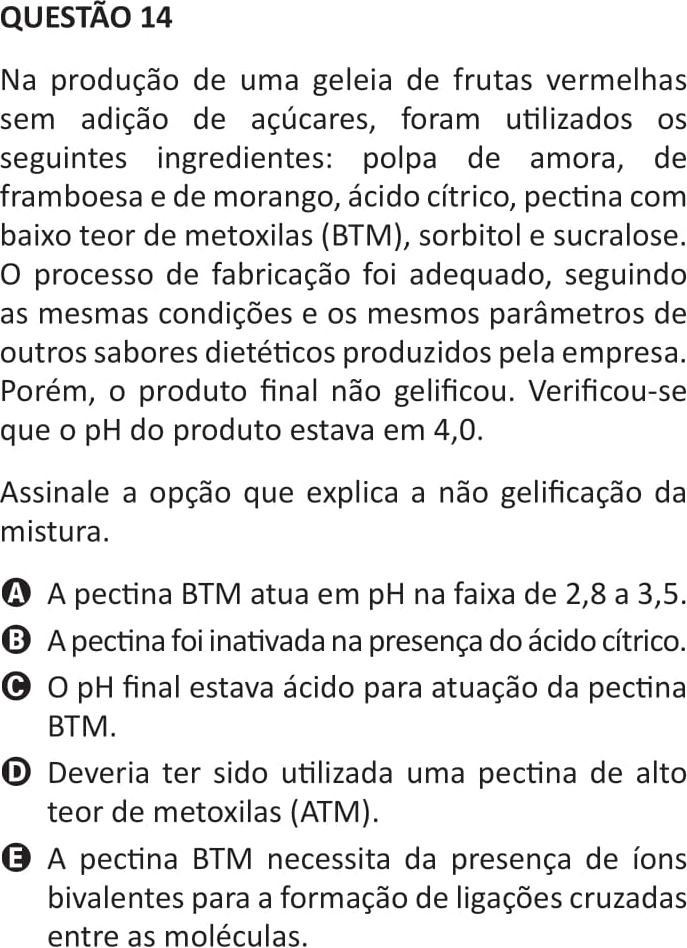 QUESTÃO 14
Na produção de uma geleia de frutas vermelhas
sem adição de açúcares, foram utilizados os
seguintes ingredientes: polpa de amora, de
framboesa e de morango, ácido cítrico, pectina com
baixo teor de metoxilas (BTM), sorbitol e sucralose.
O processo de fabricação foi adequado, seguindo
as mesmas condições e os mesmos parâmetros de
outros sabores dietéticos produzidos pela empresa.
Porém, o produto final não gelificou. Verificou-se
que o pH do produto estava em 4,0.
Assinale a opção que explica a não gelificação da
mistura.
A A pectina BTM atua em pH na faixa de 2,8 a 3,5.
B A pectina foi inativada na presença do ácido cítrico.
C O pH final estava ácido para atuação da pectina
BTM.
D Deveria ter sido utilizada uma pectina de alto
teor de metoxilas (ATM).
E A pectina BTM necessita da presença de íons
bivalentes para a formação de ligações cruzadas
entre as moléculas.